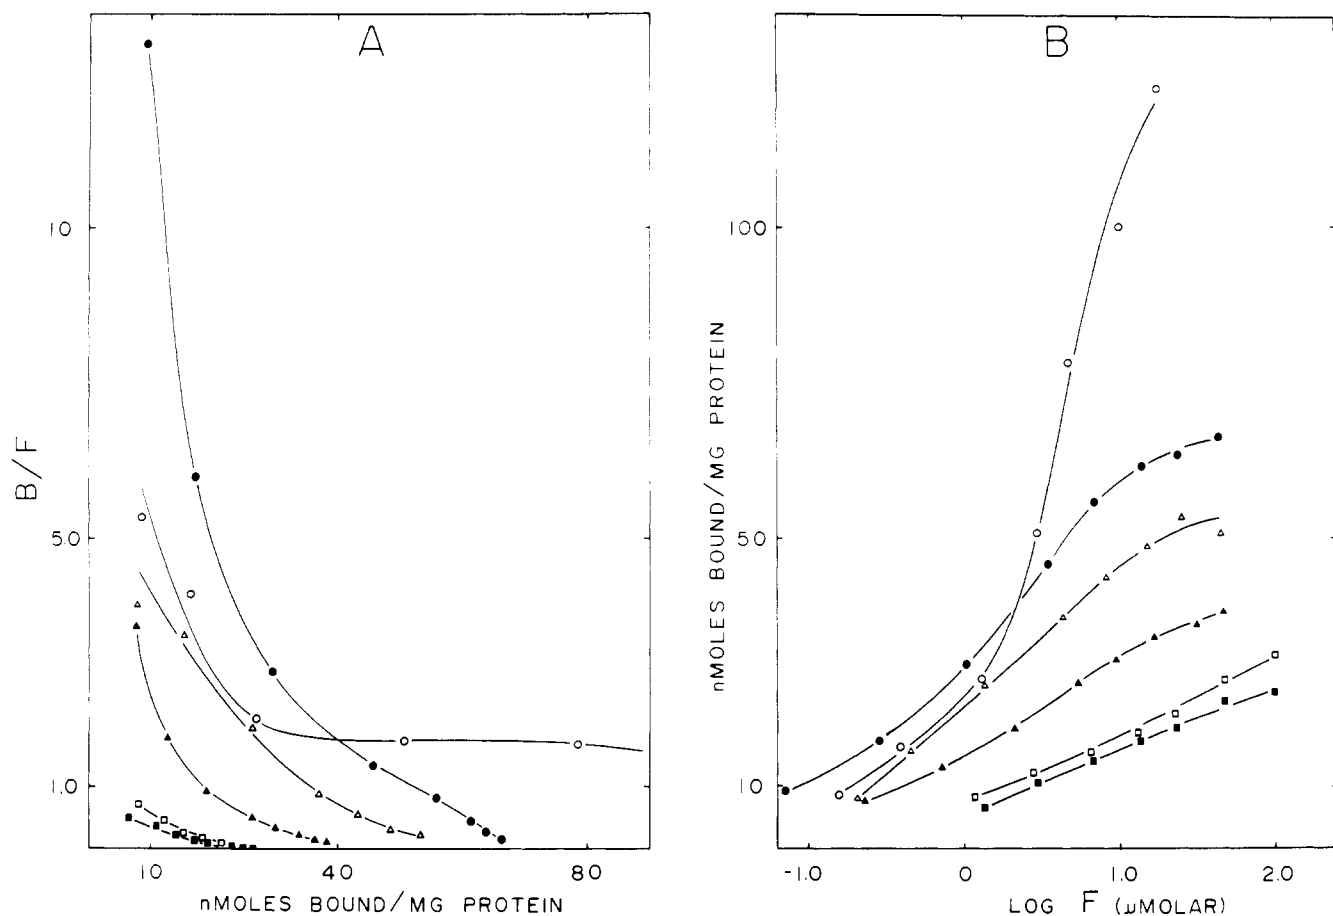 A
B/F
10
5.0
1.0
10
40
80
nMOLES BOUND/MG PROTEIN
B
nMOLES BOUND/MG PROTEIN
100
50
10
-1.0
0
1.0
2.0
LOG F (μMOLAR)